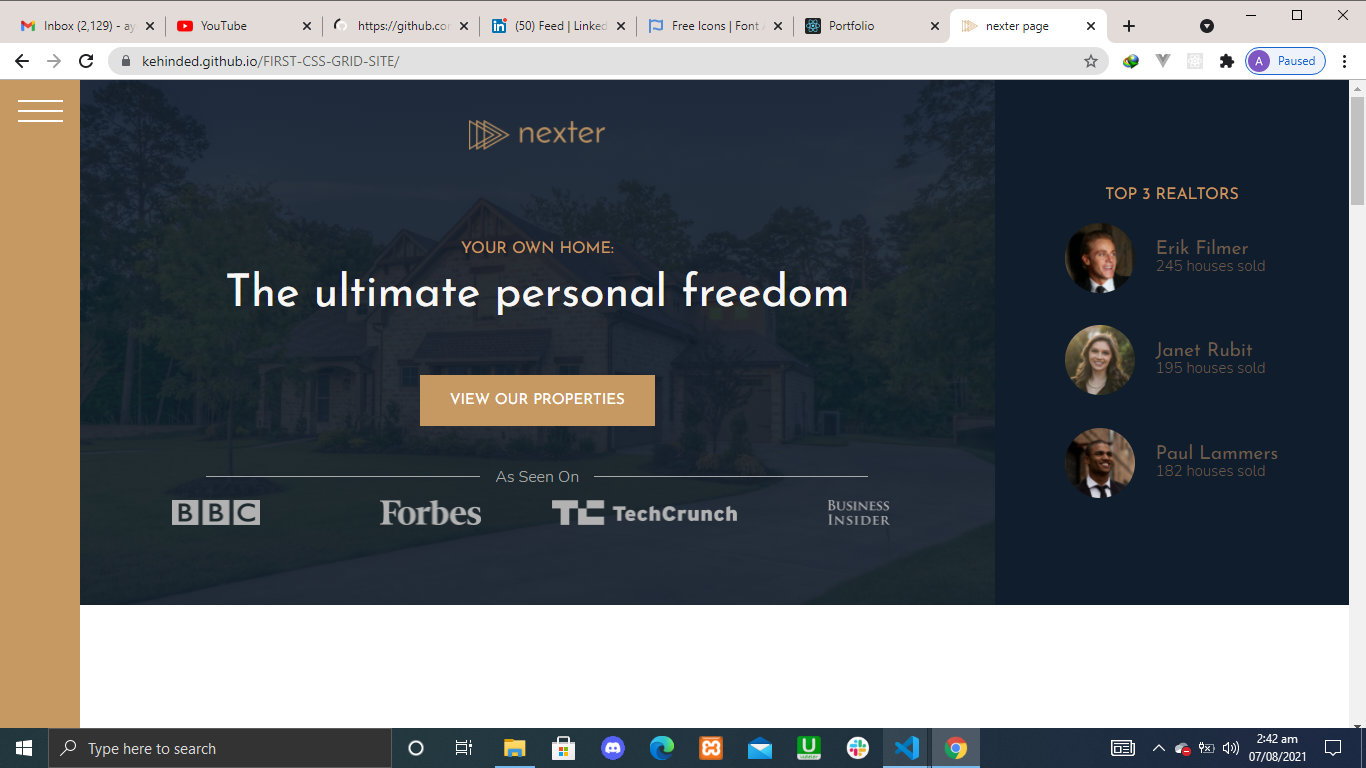 Inbox (2,129) - ay
YouTube
https://github.co
(50) Feed | Linked
Free Icons | Font
Portfolio
nexter page
kehinded.github.io/FIRST-CSS-GRID-SITE/
A Paused
nexter
YOUR OWN HOME:
The ultimate personal freedom
VIEW OUR PROPERTIES
As Seen On
BBC
Forbes
TC TechCrunch
BUSINESS
INSIDER
TOP 3 REALTORS
Erik Filmer
245 houses sold
Janet Rubit
195 houses sold
Paul Lammers
182 houses sold
Type here to search
2:42 am
07/08/2021